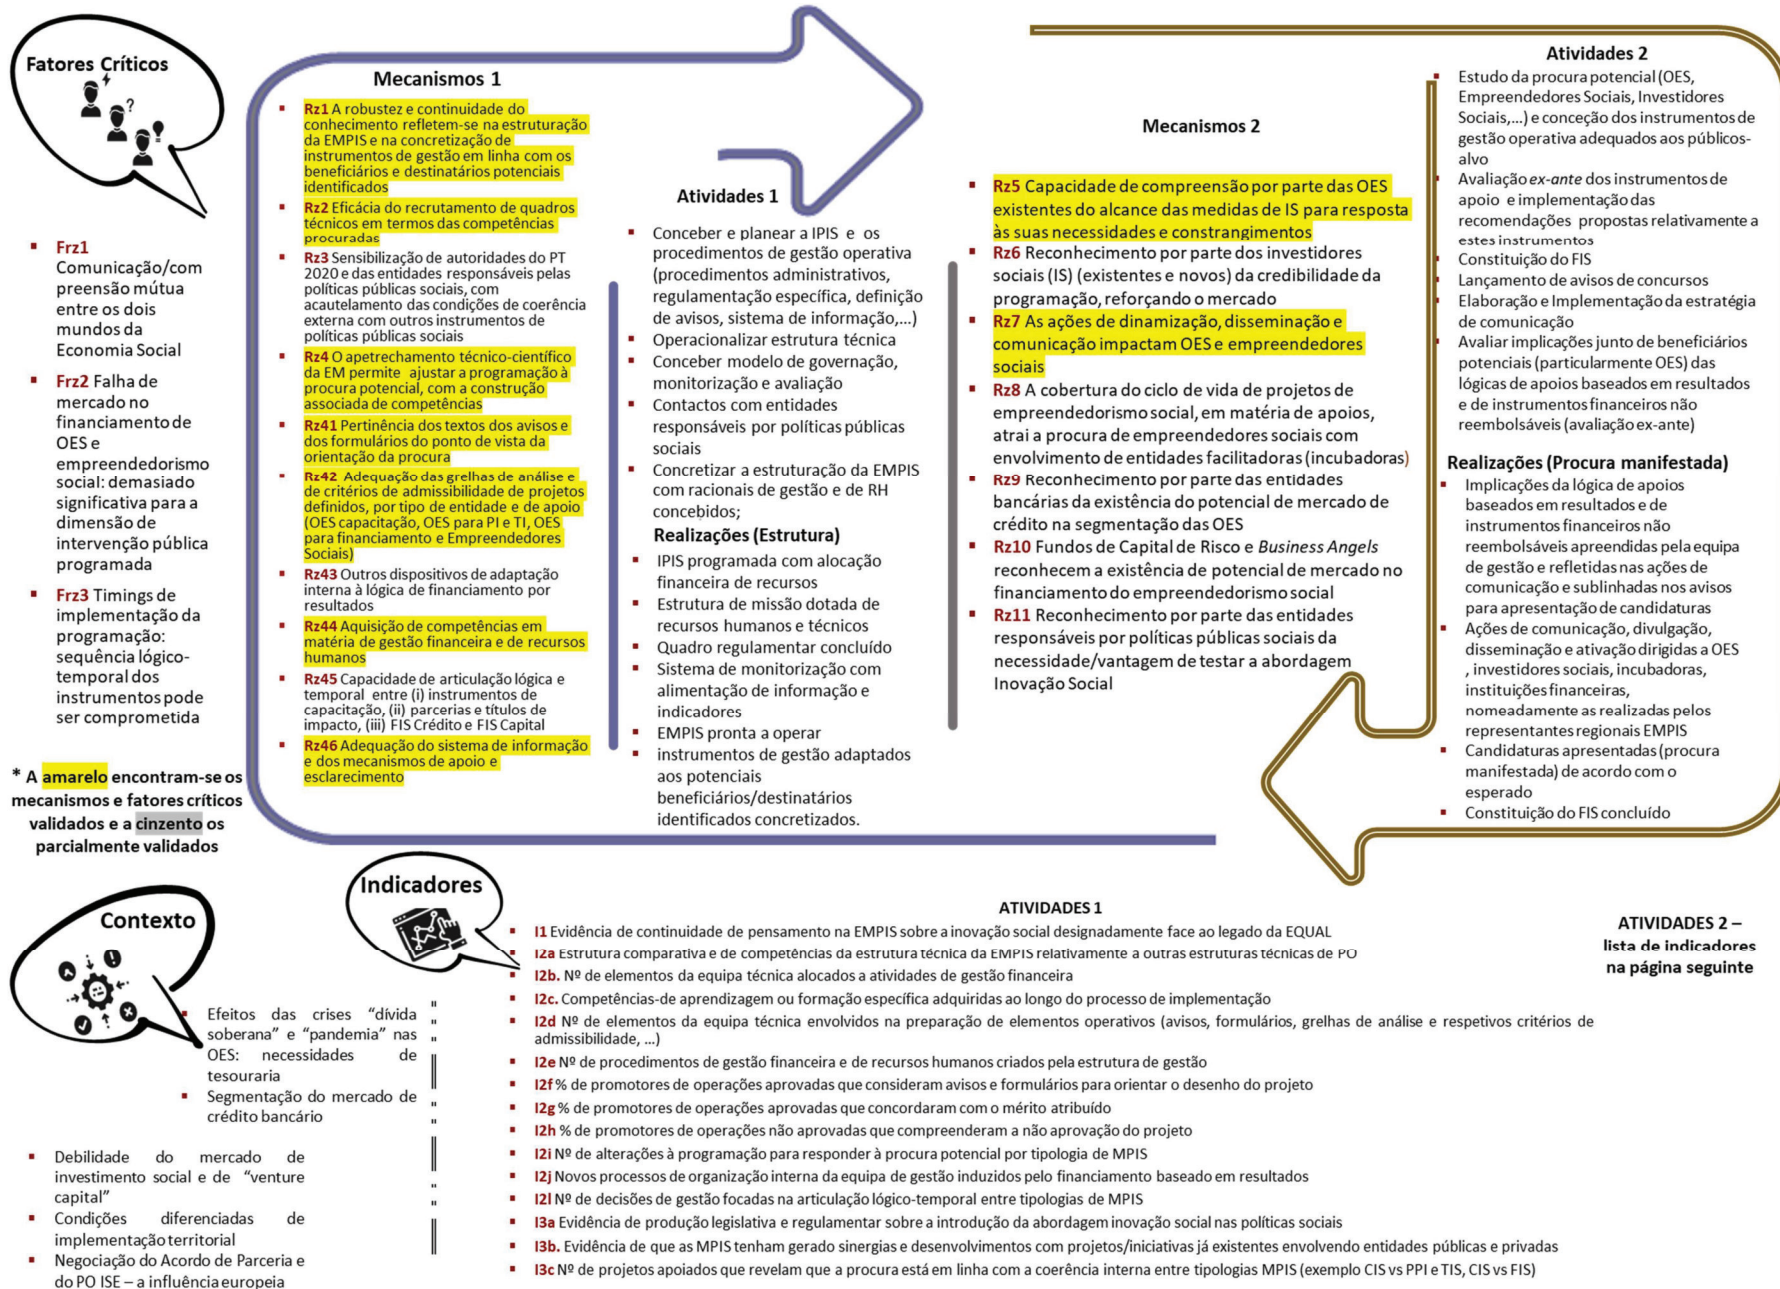 Fatores Críticos
Frz1
Comunicação/com
preensão mútua
entre os dois
mundos da
Economia Social
Frz2 Falha de
mercado no
financiamento de
OES e
empreendedorismo
social: demasiado
significativa para a
dimensão de
intervenção pública
programada
Frz3 Timings de
implementação da
programação:
sequência lógico-
temporal dos
instrumentos pode
ser comprometida
* A amarelo encontram-se os
mecanismos e fatores críticos
validados e a cinzento os
parcialmente validados
Mecanismos 1
Rz1 A robustez e continuidade do
conhecimento refletem-se na estruturação
da EMPIS e na concretização de
instrumentos de gestão em linha com os
beneficiários e destinatários potenciais
identificados
Rz2 Eficácia do recrutamento de quadros
técnicos em termos das competências
procuradas
Rz3 Sensibilização de autoridades do PT
2020 e das entidades responsáveis pelas
políticas públicas sociais, com
acautelamento das condições de coerência
externa com outros instrumentos de
políticas públicas sociais
Rz4 O apetrechamento técnico-científico
da EM permite ajustar a programação à
procura potencial, com a construção
associada de competências
Rz41 Pertinência dos textos dos avisos e
dos formulários do ponto de vista da
orientação da procura
Rz42 Adequação das grelhas de análise e
de critérios de admissibilidade de projetos
definidos, por tipo de entidade e de apoio
(OES capacitação, OES para PI e TI, OES
para financiamento e Empreendedores
Sociais)
Rz43 Outros dispositivos de adaptação
interna à lógica de financiamento por
resultados
Rz44 Aquisição de competências em
matéria de gestão financeira e de recursos
humanos
Rz45 Capacidade de articulação lógica e
temporal entre (i) instrumentos de
capacitação, (ii) parcerias e títulos de
impacto, (iii) FIS Crédito e FIS Capital
Rz46 Adequação do sistema de informação
e dos mecanismos de apoio e
esclarecimento
Atividades 1
Conceber e planear a IPIS e os
procedimentos de gestão operativa
(procedimentos administrativos,
regulamentação específica, definição
de avisos, sistema de informação,...)
Operacionalizar estrutura técnica
Conceber modelo de governação,
monitorização e avaliação
Contactos com entidades
responsáveis por políticas públicas
sociais
Concretizar a estruturação da EMPIS
com racionais de gestão e de RH
concebidos;
Realizações (Estrutura)
IPIS programada com alocação
financeira de recursos
Estrutura de missão dotada de
recursos humanos e técnicos
Quadro regulamentar concluído
Sistema de monitorização com
alimentação de informação e
indicadores
EMPIS pronta a operar
instrumentos de gestão adaptados
aos potenciais
beneficiários/destinatários
identificados concretizados.
Mecanismos 2
Rz5 Capacidade de compreensão por parte das OES
existentes do alcance das medidas de IS para resposta
às suas necessidades e constrangimentos
Rz6 Reconhecimento por parte dos investidores
sociais (IS) (existentes e novos) da credibilidade da
programação, reforçando o mercado
Rz7 As ações de dinamização, disseminação e
comunicação impactam OES e empreendedores
sociais
Rz8 A cobertura do ciclo de vida de projetos de
empreendedorismo social, em matéria de apoios,
atrai a procura de empreendedores sociais com
envolvimento de entidades facilitadoras (incubadoras)
Rz9 Reconhecimento por parte das entidades
bancárias da existência do potencial de mercado de
crédito na segmentação das OES
Rz10 Fundos de Capital de Risco e Business Angels
reconhecem a existência de potencial de mercado no
financiamento do empreendedorismo social
Rz11 Reconhecimento por parte das entidades
responsáveis por políticas públicas sociais da
necessidade/vantagem de testar a abordagem
Inovação Social
Atividades 2
Estudo da procura potencial (OES,
Empreendedores Sociais, Investidores
Sociais,...) e conceção dos instrumentos de
gestão operativa adequados aos públicos-
alvo
Avaliação ex-ante dos instrumentos de
apoio e implementação das
recomendações propostas relativamente a
estes instrumentos
Constituição do FIS
Lançamento de avisos de concursos
Elaboração e Implementação da estratégia
de comunicação
Avaliar implicações junto de beneficiários
potenciais (particularmente OES) das
lógicas de apoios baseados em resultados
e de instrumentos financeiros não
reembolsáveis (avaliação ex-ante)
Realizações (Procura manifestada)
Implicações da lógica de apoios
baseados em resultados e de
instrumentos financeiros não
reembolsáveis apreendidas pela equipa
de gestão e refletidas nas ações de
comunicação e sublinhadas nos avisos
para apresentação de candidaturas
Ações de comunicação, divulgação,
disseminação e ativação dirigidas a OES
, investidores sociais, incubadoras,
instituições financeiras,
nomeadamente as realizadas pelos
representantes regionais EMPIS
Candidaturas apresentadas (procura
manifestada) de acordo com o
esperado
Constituição do FIS concluído
Contexto
Efeitos das crises “dívida
soberana” e “pandemia” nas
OES: necessidades de
tesouraria
Segmentação do mercado de
crédito bancário
Debilidade do mercado de
investimento social e de “venture
capital”
Condições diferenciadas de
implementação territorial
Negociação do Acordo de Parceria e
do PO ISE – a influência europeia
Indicadores
ATIVIDADES 1
I1 Evidência de continuidade de pensamento na EMPIS sobre a inovação social designadamente face ao legado da EQUAL
I2a Estrutura comparativa e de competências da estrutura técnica da EMPIS relativamente a outras estruturas técnicas de PO
I2b. Nº de elementos da equipa técnica alocados a atividades de gestão financeira
I2c. Competências-de aprendizagem ou formação específica adquiridas ao longo do processo de implementação
I2d Nº de elementos da equipa técnica envolvidos na preparação de elementos operativos (avisos, formulários, grelhas de análise e respetivos critérios de
admissibilidade, ...)
I2e Nº de procedimentos de gestão financeira e de recursos humanos criados pela estrutura de gestão
I2f % de promotores de operações aprovadas que consideram avisos e formulários para orientar o desenho do projeto
I2g % de promotores de operações aprovadas que concordaram com o mérito atribuído
I2h % de promotores de operações não aprovadas que compreenderam a não aprovação do projeto
I2i Nº de alterações à programação para responder à procura potencial por tipologia de MPIS
I2j Novos processos de organização interna da equipa de gestão induzidos pelo financiamento baseado em resultados
I2l Nº de decisões de gestão focadas na articulação lógico-temporal entre tipologias de MPIS
I3a Evidência de produção legislativa e regulamentar sobre a introdução da abordagem inovação social nas políticas sociais
I3b. Evidência de que as MPIS tenham gerado sinergias e desenvolvimentos com projetos/iniciativas já existentes envolvendo entidades públicas e privadas
I3c Nº de projetos apoiados que revelam que a procura está em linha com a coerência interna entre tipologias MPIS (exemplo CIS vs PPI e TIS, CIS vs FIS)
ATIVIDADES 2 –
lista de indicadores
na página seguinte